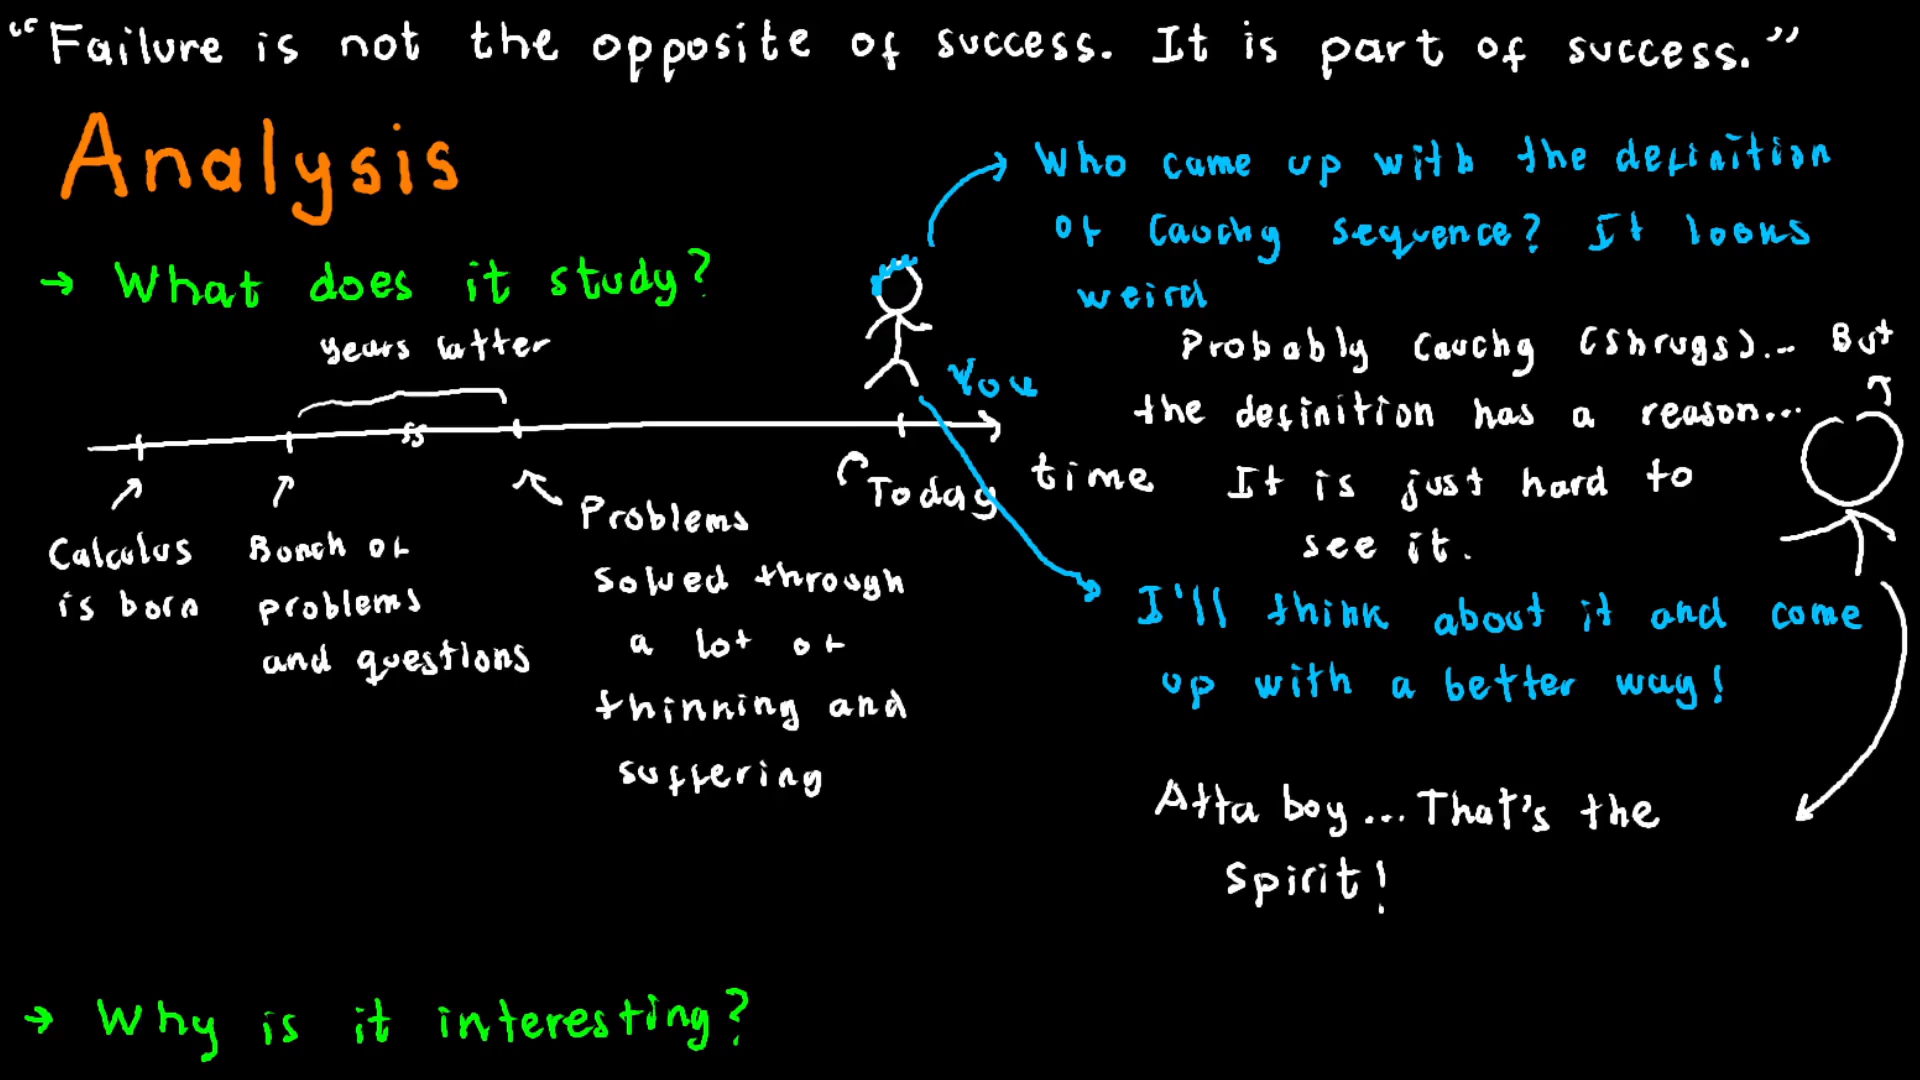 “Failure is not the opposite of success. It is part of success.”
Analysis
→ What does it study?
years latter
Calculus
is born
Bunch of
problems
and questions
Problems
solved through
a lot of
thinking and
suffering
Today
time
You
Who came up with the definition
of Cauchy sequence? It looks
weird
Probably Cauchy (shrugs)... But
the definition has a reason...
It is just hard to
see it.
I'll think about it and come
up with a better way!
Atta boy... That's the
Spirit!
→ Why is it interesting?